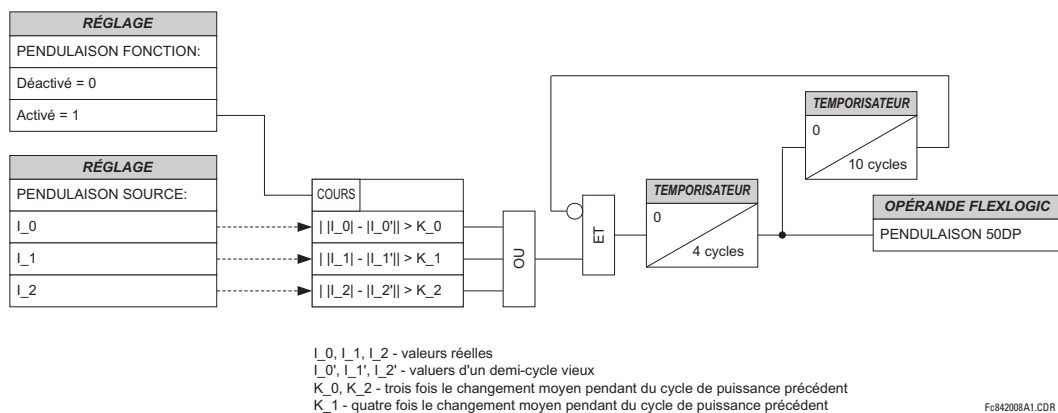 RÉGLAGE
PENDULAISON FONCTION:
Déactivé = 0
Activé = 1
RÉGLAGE
PENDULAISON SOURCE:
I_0
I_1
I_2
COURS
| |I_0| - |I_0'|| > K_0
| |I_1| - |I_1'|| > K_1
| |I_2| - |I_2'|| > K_2
OU
ET
TEMPORISATEUR
0
4 cycles
TEMPORISATEUR
0
10 cycles
OPÉRANDE FLEXLOGIC
PENDULAISON 50DP
I_0, I_1, I_2 - valeurs réelles
I_0', I_1', I_2' - valuers d'un demi-cycle vieux
K_0, K_2 - trois fois le changement moyen pendant du cycle de puissance précédent
K_1 - quatre fois le changement moyen pendant du cycle de puissance précédent
Fc842008A1.CDR